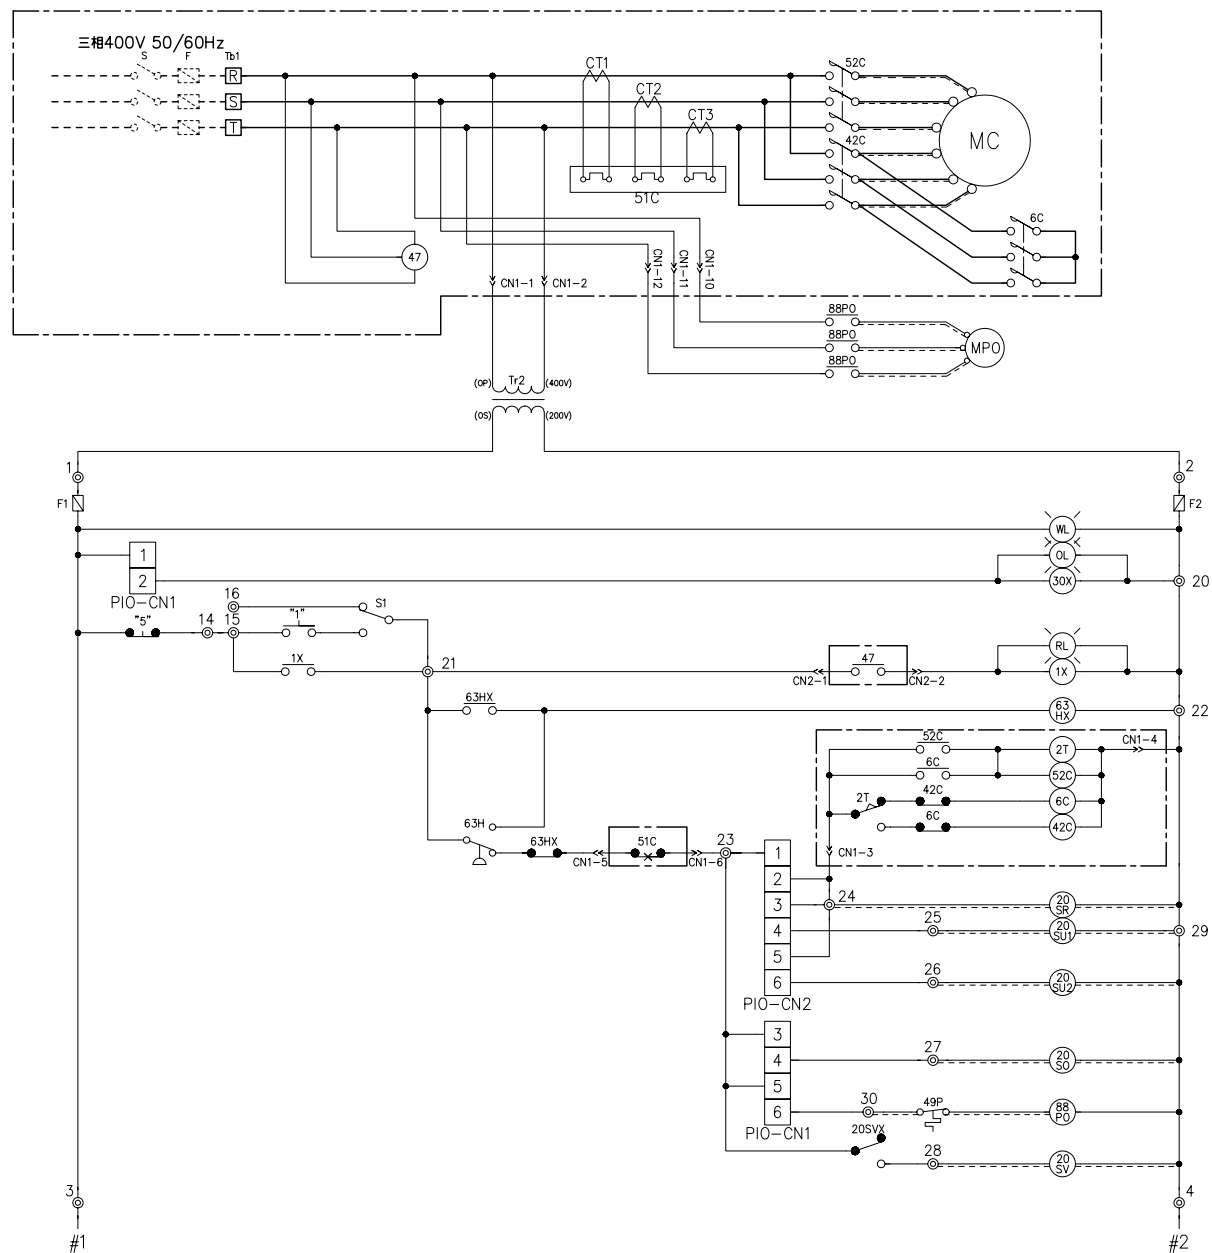 三相400V 50/60Hz
S F Tb1
R
S
T
CT1
CT2
CT3
51C
52C
42C
MC
6C
47
CN1-12
CN1-11
CN1-10
CN1-1 CN1-2
88PO
88PO
88PO
MPO
(0P) Tr2 (400V)
(0S) (200V)
1 2
F1 F2
WL
OL
1
2 30X 20
PIO-CN1
16 S1
"5" 14 15 "1"
RL
1X 21 CN2-1 47 CN2-2 1X
63HX 63HX 22
52C 2T CN1-4
6C 52C
2T 42C 6C
6C 42C
63H 63HX CN1-5 51C CN1-6 23 1 CN1-3
2
3 24 20SR
4 25 20SU1 29
5
6 26 20SU2
PIO-CN2
3
4 27 20SO
5
6 30 49P 88PO
PIO-CN1
20SVX
28 20SV
3 4
#1 #2